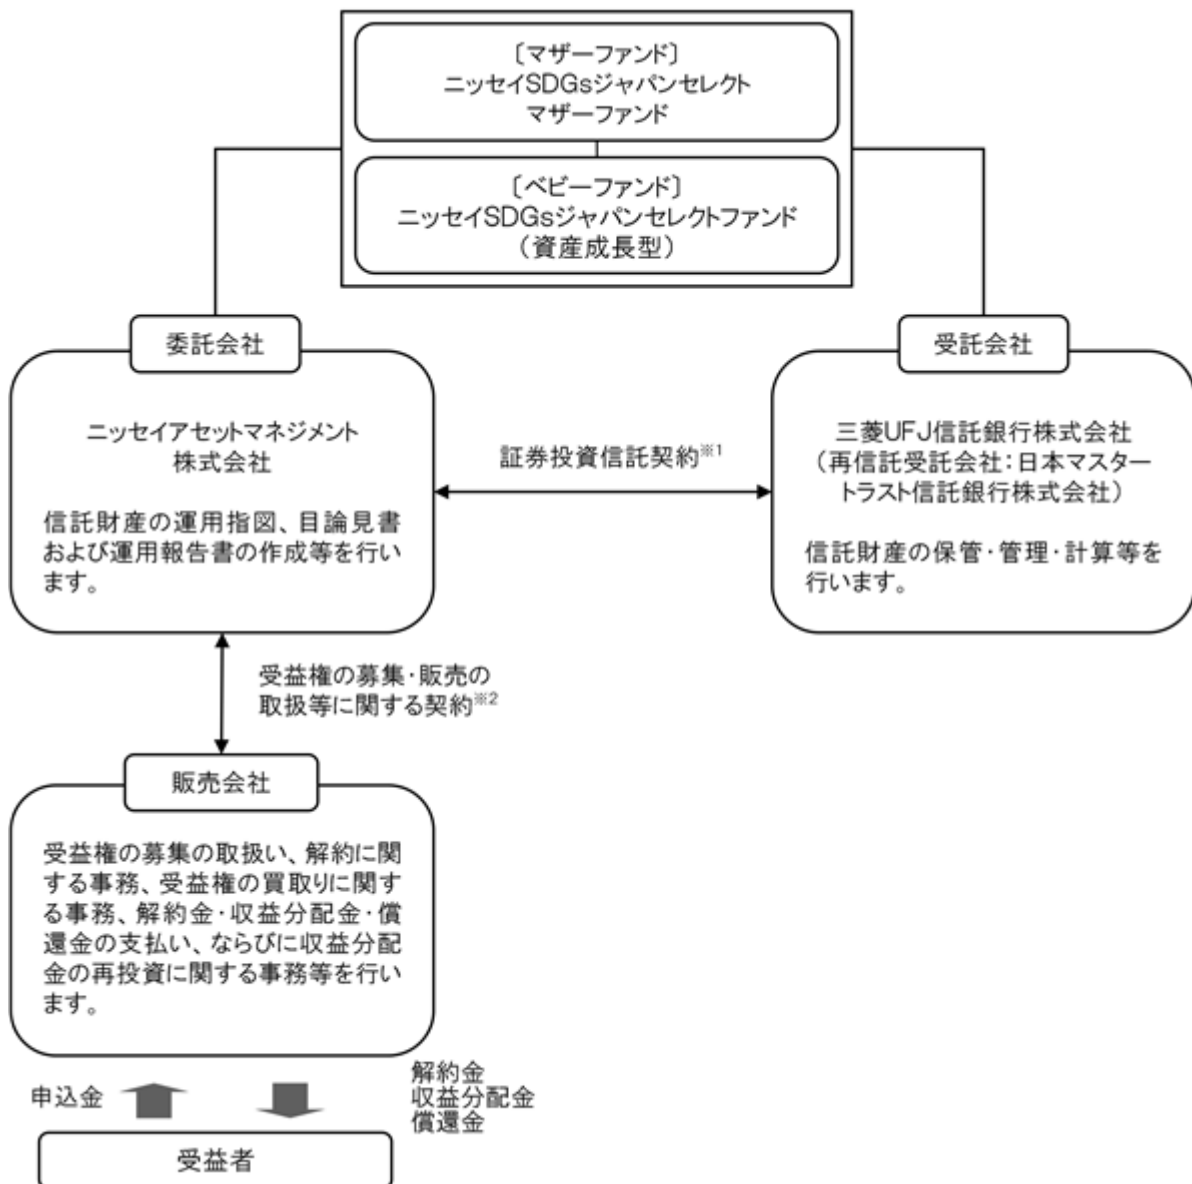 〔マザーファンド〕
ニッセイSDGsジャパンセレクト
マザーファンド
〔ベビーファンド〕
ニッセイSDGsジャパンセレクトファンド
（資産成長型）
委託会社
ニッセイアセットマネジメント
株式会社
信託財産の運用指図、目論見書
および運用報告書の作成等を行い
ます。
証券投資信託契約※1
受託会社
三菱UFJ信託銀行株式会社
（再信託受託会社：日本マスター
トラスト信託銀行株式会社）
信託財産の保管・管理・計算等を
行います。
受益権の募集・販売の
取扱等に関する契約※2
販売会社
受益権の募集の取扱い、解約に関
する事務、受益権の買取りに関す
る事務、解約金・収益分配金・償
還金の支払い、ならびに収益分配
金の再投資に関する事務等を行い
ます。
申込金
解約金
収益分配金
償還金
受益者